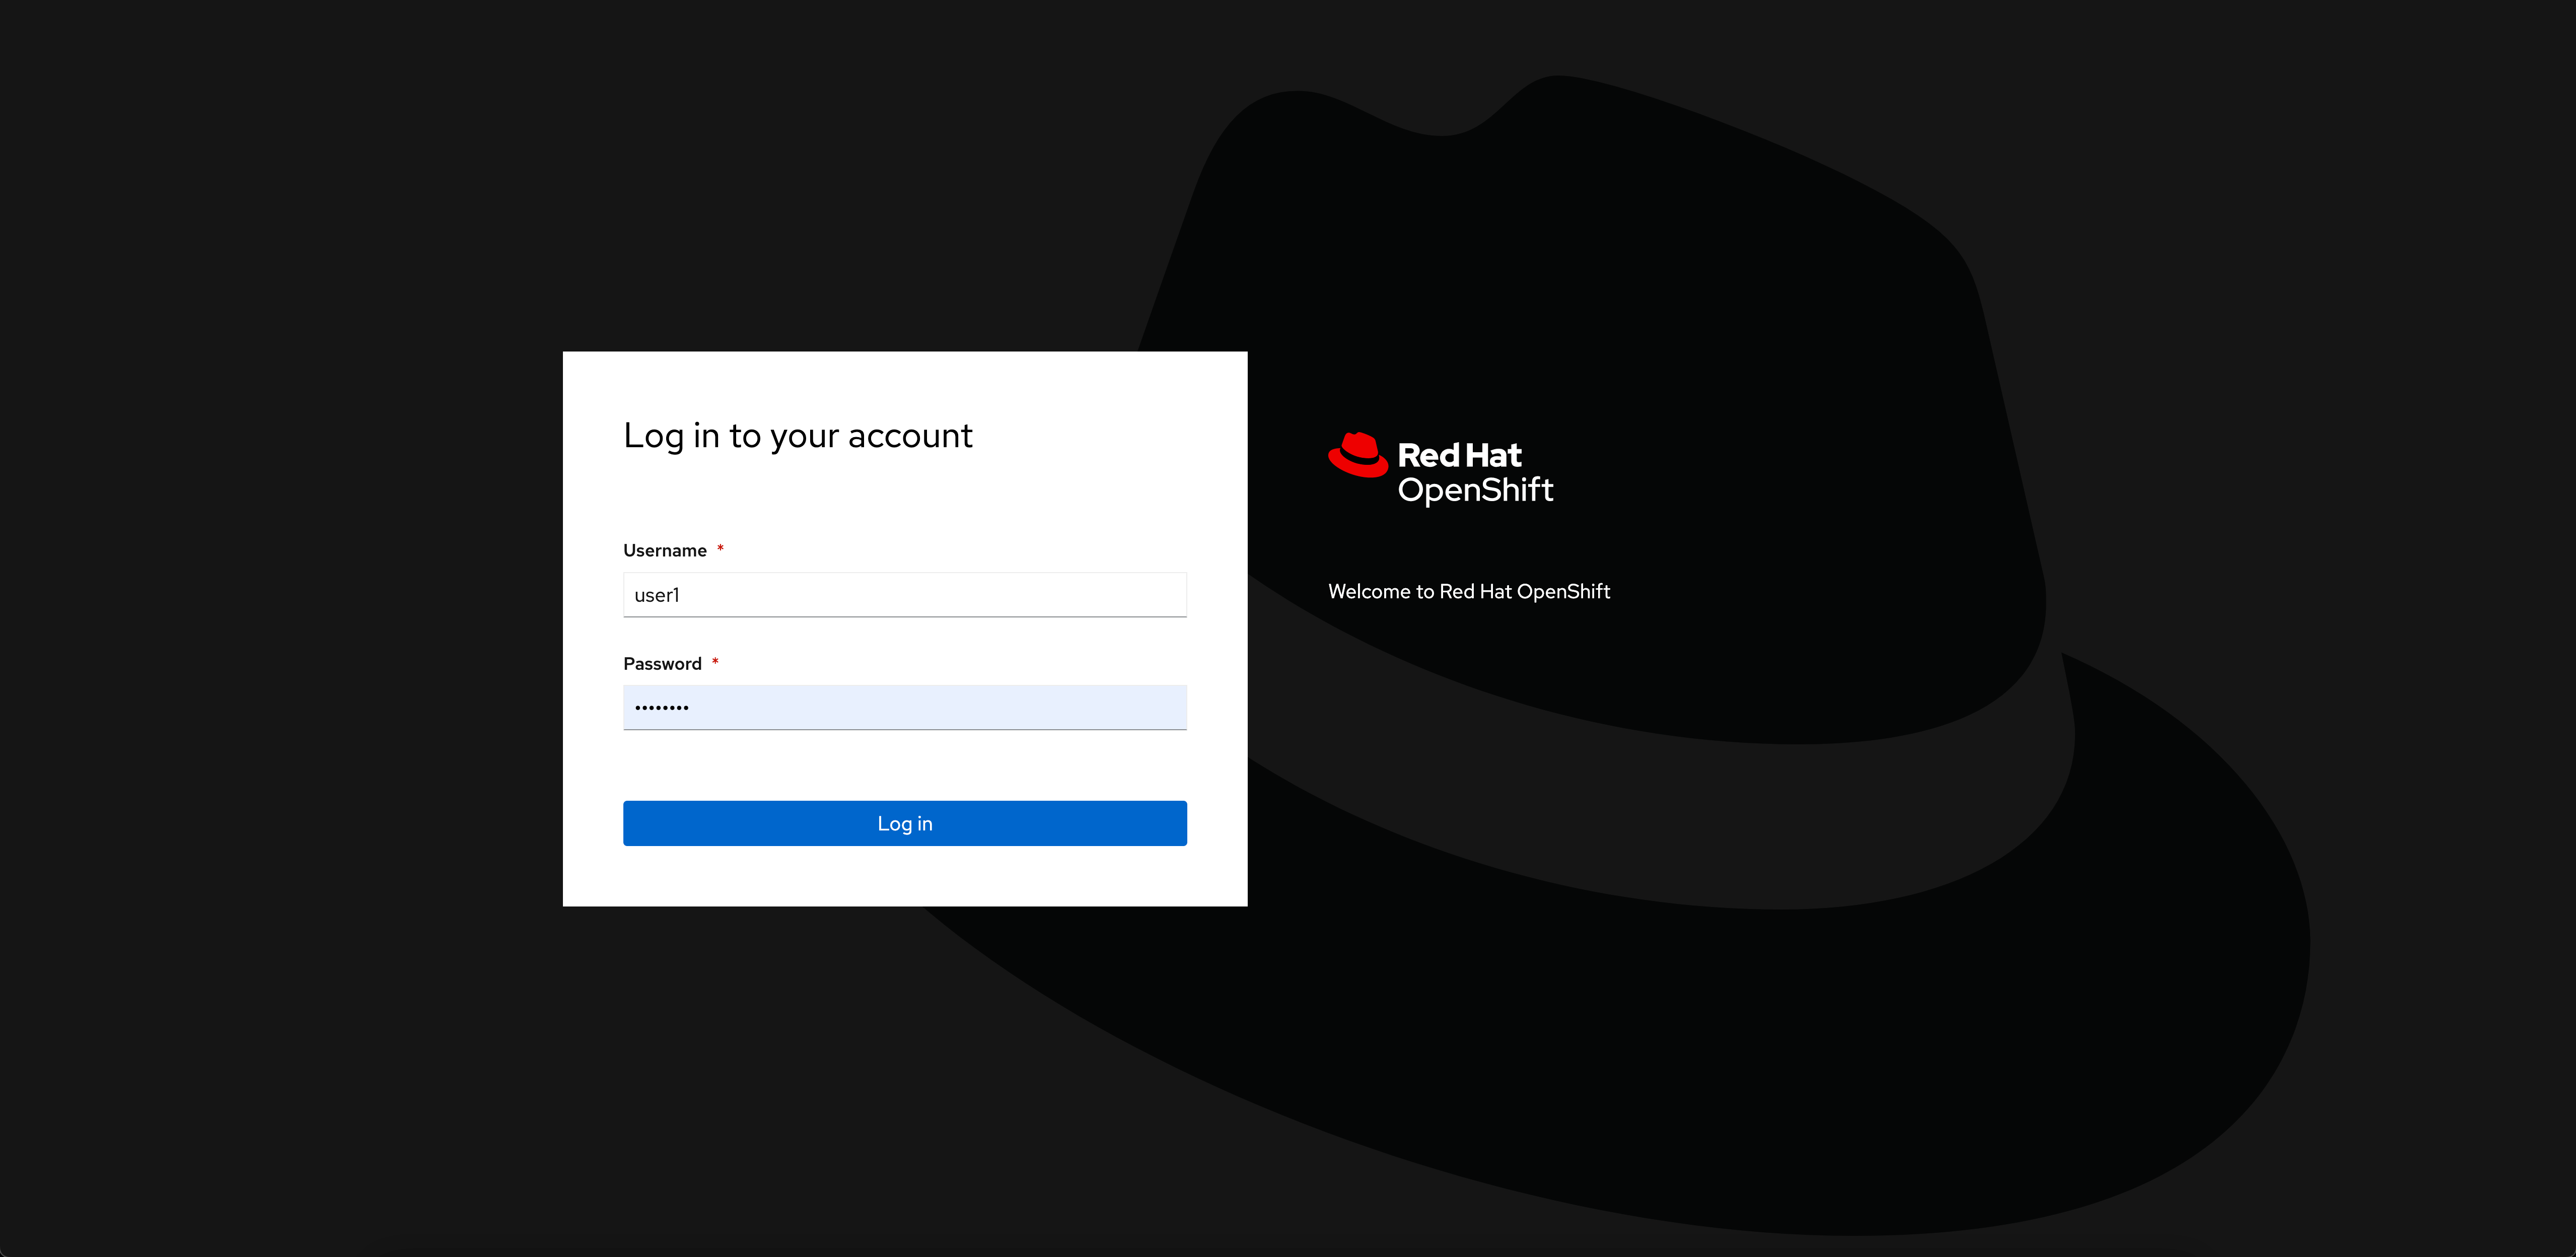 Log in to your account
Username *
user1
Password *
••••••••
Log in
Red Hat
OpenShift
Welcome to Red Hat OpenShift